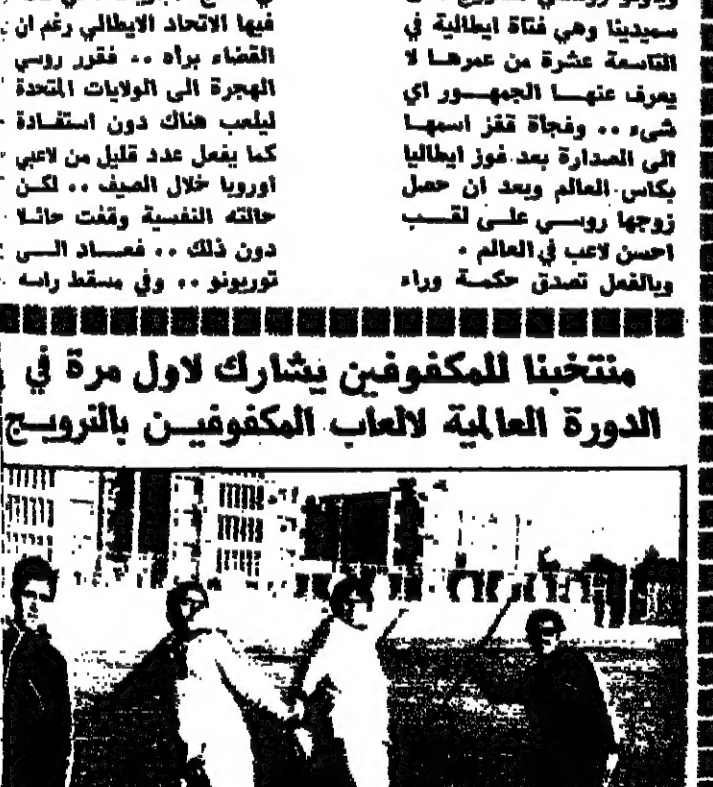 سميدينا وهي فتاة ايطالية في
التاسعة عشرة من عمرها لا
يعرف عنها الجمهور اي
شيء .. وفجأة قفز اسمها
الى الصدارة بعد فوز ايطاليا
بكاس العالم وبعد ان حصل
زوجها روسي على لقب
احسن لاعب في العالم .
وبالفعل تصدق حكمة وراء
فيها الاتحاد الايطالي رغم ان
القضاء براه .. فقرر روسي
الهجرة الى الولايات المتحدة
ليلعب هناك دون استفادة
كما يفعل عدد قليل من لاعبي
اوروبا خلال الصيف .. لكن
حالته النفسية وقفت حائلا
دون ذلك .. فعاد الى
توربونو .. وفي مسقط راسه
منتخبنا للمكفوفين يشارك لاول مرة في
الدورة العالمية لالعاب المكفوفين بالترويج